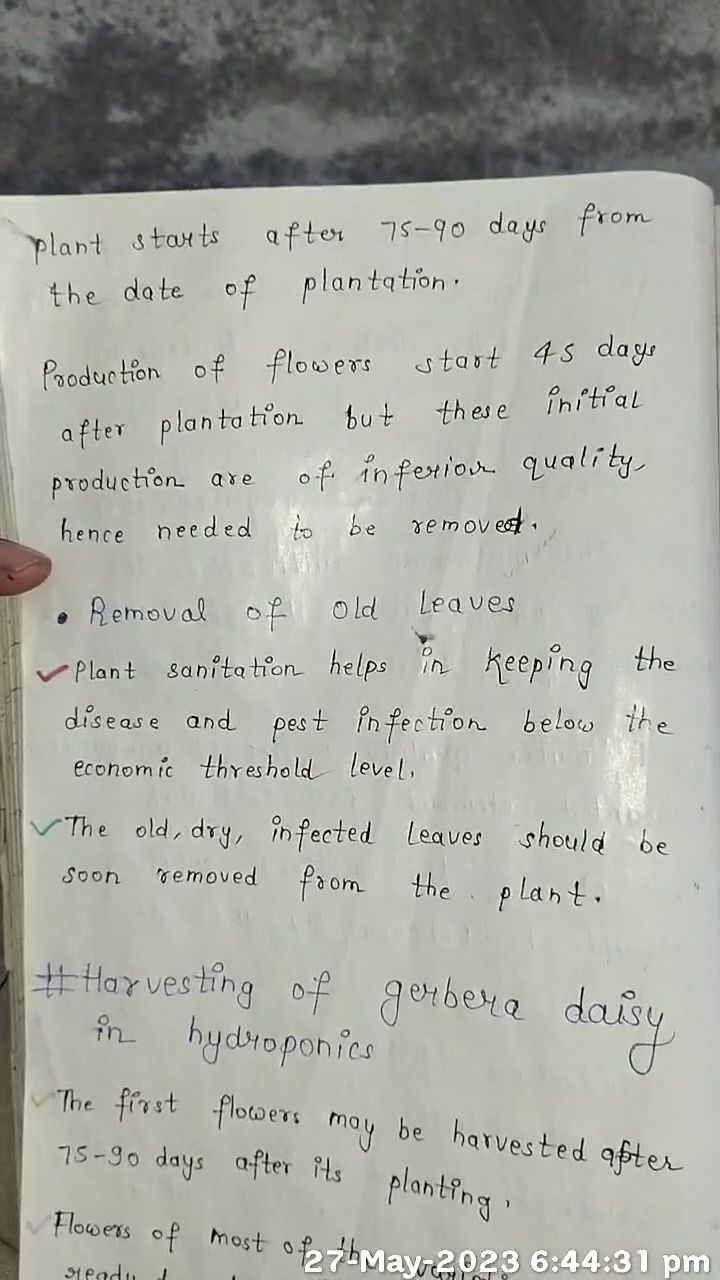 plant starts after 75-90 days from
the date of plantation.
Production of flowers start 45 days
after plantation but these initial
production are of inferiour quality,
hence needed to be removed.
• Removal of old Leaves
✓ Plant sanitation helps in keeping the
disease and pest infection below the
economic threshold level.
✓ The old, dry, infected leaves should be
soon removed from the plant.
# Harvesting of gerbera daisy
in hydroponics
✓ The first flowers may be harvested after
75-90 days after its planting.
✓ Flowers of most of
ready
27-May-2023 6:44:31 pm